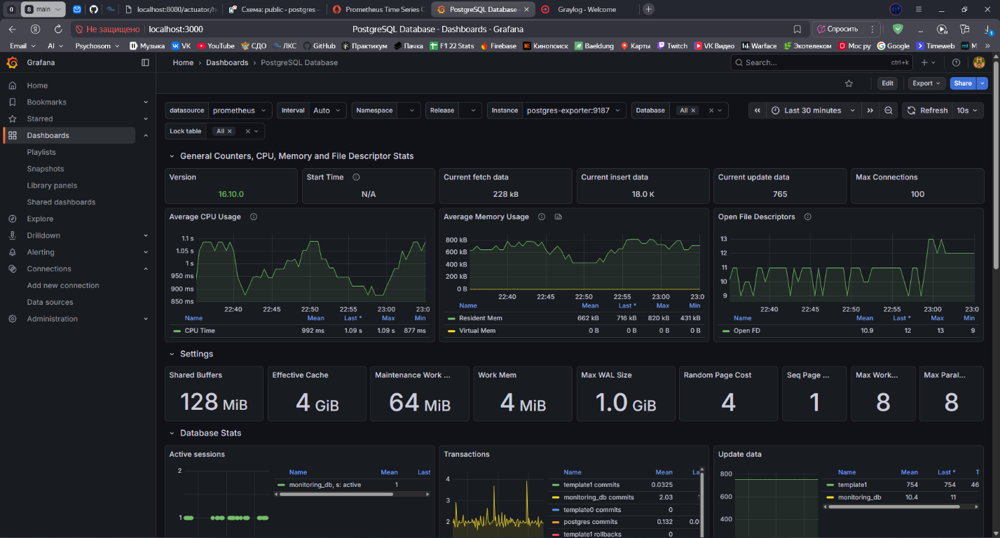 0
8 main
localhost:8080/actuator/h
Схема: public - postgres -
Prometheus Time Series C
PostgreSQL Database -
Graylog - Welcome
Не защищено localhost:3000
PostgreSQL Database - Dashboards - Grafana
Спросить
1
Email
AI
Psychosom
Музыка
VK
YouTube
СДО
ЛКС
GitHub
Практикум
Пачка
F1 22 Stats
Firebase
Кинопоиск
Baeldung
Карты
Twitch
VK Видео
Warface
Экотелеком
Мос ру
Google
Timeweb
Grafana
Home › Dashboards › PostgreSQL Database
Search... ctrl+k
Edit
Export
Share
Home
Bookmarks
Starred
Dashboards
Playlists
Snapshots
Library panels
Shared dashboards
Explore
Drilldown
Alerting
Connections
Add new connection
Data sources
Administration
datasource prometheus
Interval Auto
Namespace
Release
Instance postgres-exporter:9187
Database All
Last 30 minutes
Refresh 10s
Lock table All
General Counters, CPU, Memory and File Descriptor Stats
Version
16.10.0
Start Time
N/A
Current fetch data
228 kB
Current insert data
18.0 K
Current update data
765
Max Connections
100
Average CPU Usage
1.1 s
1.05 s
1 s
950 ms
900 ms
850 ms
22:40 22:45 22:50 22:55 23:00 23:0
Name Mean Last * Max Min
CPU Time 992 ms 1.09 s 1.09 s 877 ms
Average Memory Usage
800 kB
600 kB
400 kB
200 kB
0 B
22:40 22:45 22:50 22:55 23:00 23:0
Name Mean Last * Max Min
Resident Mem 662 kB 716 kB 820 kB 431 kB
Virtual Mem 0 B 0 B 0 B 0 B
Open File Descriptors
13
12
11
10
9
22:40 22:45 22:50 22:55 23:00 23:0
Name Mean Last * Max Min
Open FD 10.9 12 13 9
Settings
Shared Buffers
128 MiB
Effective Cache
4 GiB
Maintenance Work ...
64 MiB
Work Mem
4 MiB
Max WAL Size
1.0 GiB
Random Page Cost
4
Seq Page ...
1
Max Work...
8
Max Paral...
8
Database Stats
Active sessions
2
1
Name Mean Last
monitoring_db, s: active 1
Transactions
4
3
2
Name Mean La
template1 commits 0.0325
monitoring_db commits 2.03
template0 commits 0
postgres commits 0.132 0.0
template1 rollbacks 0
Update data
800
600
400
Name Mean Last * T
template1 754 754 46
monitoring_db 10.4 11